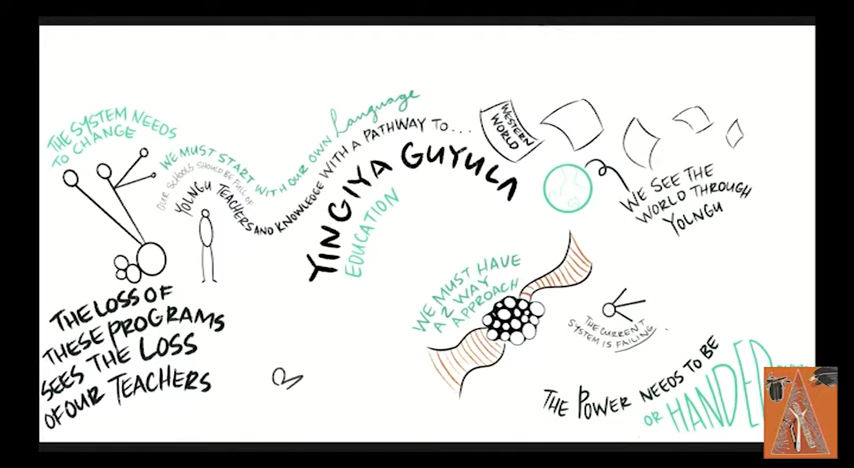 THE SYSTEM NEEDS
TO CHANGE
WE MUST START WITH OUR OWN Language
OUR SCHOOLS SHOULD BE FULL OF
YOLNGU TEACHERS AND KNOWLEDGE WITH A PATHWAY TO...
WESTERN
WORLD
YINGIYA GUYULA
EDUCATION
WE SEE THE
WORLD THROUGH
YOLNGU
WE MUST HAVE
A 2 WAY
APPROACH
THE CURRENT
SYSTEM IS FAILING
THE LOSS OF
THESE PROGRAMS
SEES THE LOSS
OF OUR TEACHERS
THE POWER NEEDS TO BE
OR HANDED